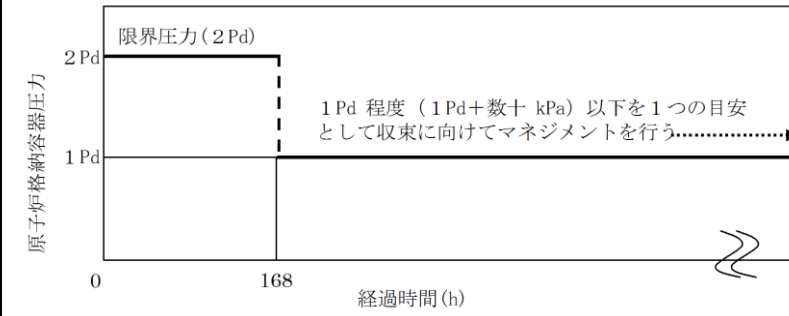 限界圧力(2Pd)
2Pd
1Pd 程度（1Pd＋数十 kPa）以下を1つの目安
として収束に向けてマネジメントを行う
1Pd
原子炉格納容器圧力
0
168
経過時間(h)